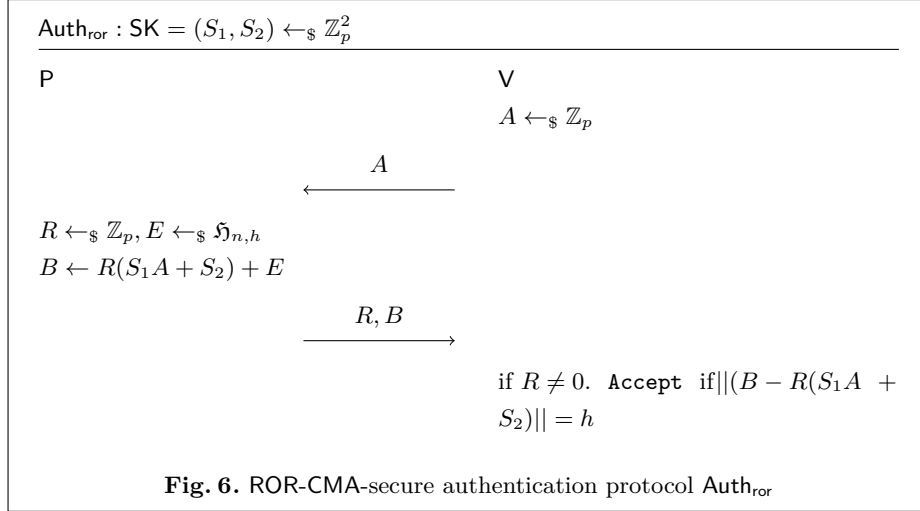 Auth_ror : SK = (S_1, S_2) ←_$ ℤ_p^2
P V
A ←_$ ℤ_p
A
R ←_$ ℤ_p, E ←_$ ℌ_{n,h}
B ← R(S_1A + S_2) + E
R, B
if R ≠ 0. Accept if||(B − R(S_1A +
S_2)|| = h
Fig. 6. ROR-CMA-secure authentication protocol Auth_ror